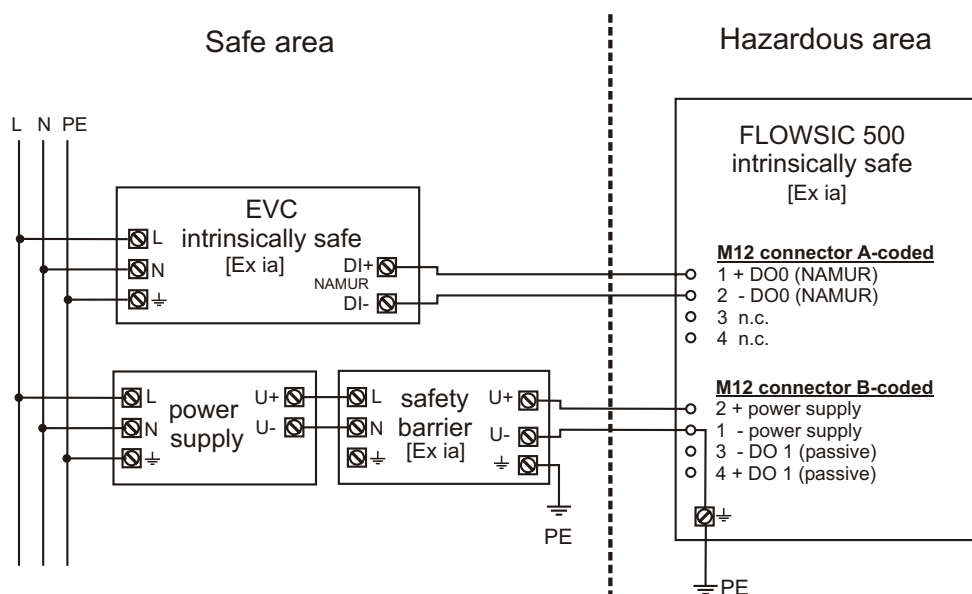 Safe area
Hazardous area
L N PE
FLOWSIC 500
intrinsically safe
[Ex ia]
EVC
intrinsically safe
[Ex ia]
L
N
DI+
NAMUR
DI-
M12 connector A-coded
1 + DO0 (NAMUR)
2 - DO0 (NAMUR)
3 n.c.
4 n.c.
power
supply
L
N
U+
U-
safety
barrier
[Ex ia]
L
N
U+
U-
PE
M12 connector B-coded
2 + power supply
1 - power supply
3 - DO 1 (passive)
4 + DO 1 (passive)
PE